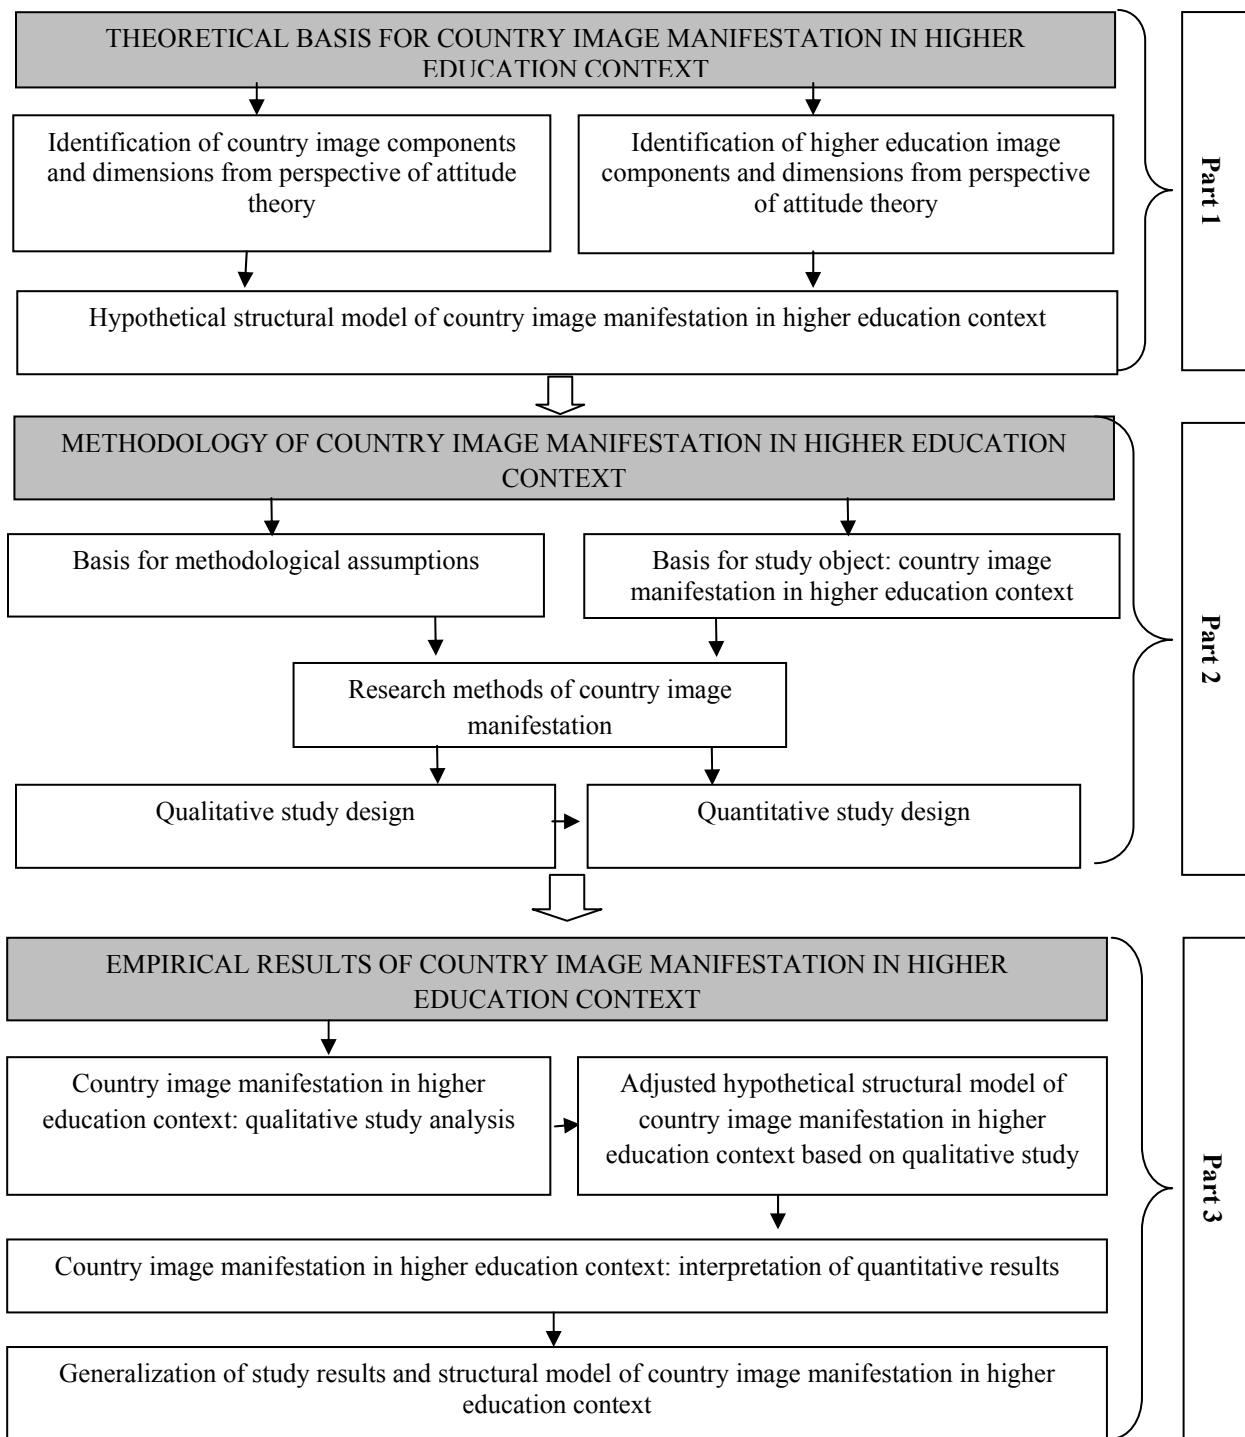 THEORETICAL BASIS FOR COUNTRY IMAGE MANIFESTATION IN HIGHER
EDUCATION CONTEXT
Identification of country image components
and dimensions from perspective of attitude
theory
Identification of higher education image
components and dimensions from perspective
of attitude theory
Hypothetical structural model of country image manifestation in higher education context
Part 1
METHODOLOGY OF COUNTRY IMAGE MANIFESTATION IN HIGHER EDUCATION
CONTEXT
Basis for methodological assumptions
Basis for study object: country image
manifestation in higher education context
Research methods of country image
manifestation
Qualitative study design
Quantitative study design
Part 2
EMPIRICAL RESULTS OF COUNTRY IMAGE MANIFESTATION IN HIGHER
EDUCATION CONTEXT
Country image manifestation in higher
education context: qualitative study analysis
Adjusted hypothetical structural model of
country image manifestation in higher
education context based on qualitative study
Country image manifestation in higher education context: interpretation of quantitative results
Generalization of study results and structural model of country image manifestation in higher
education context
Part 3